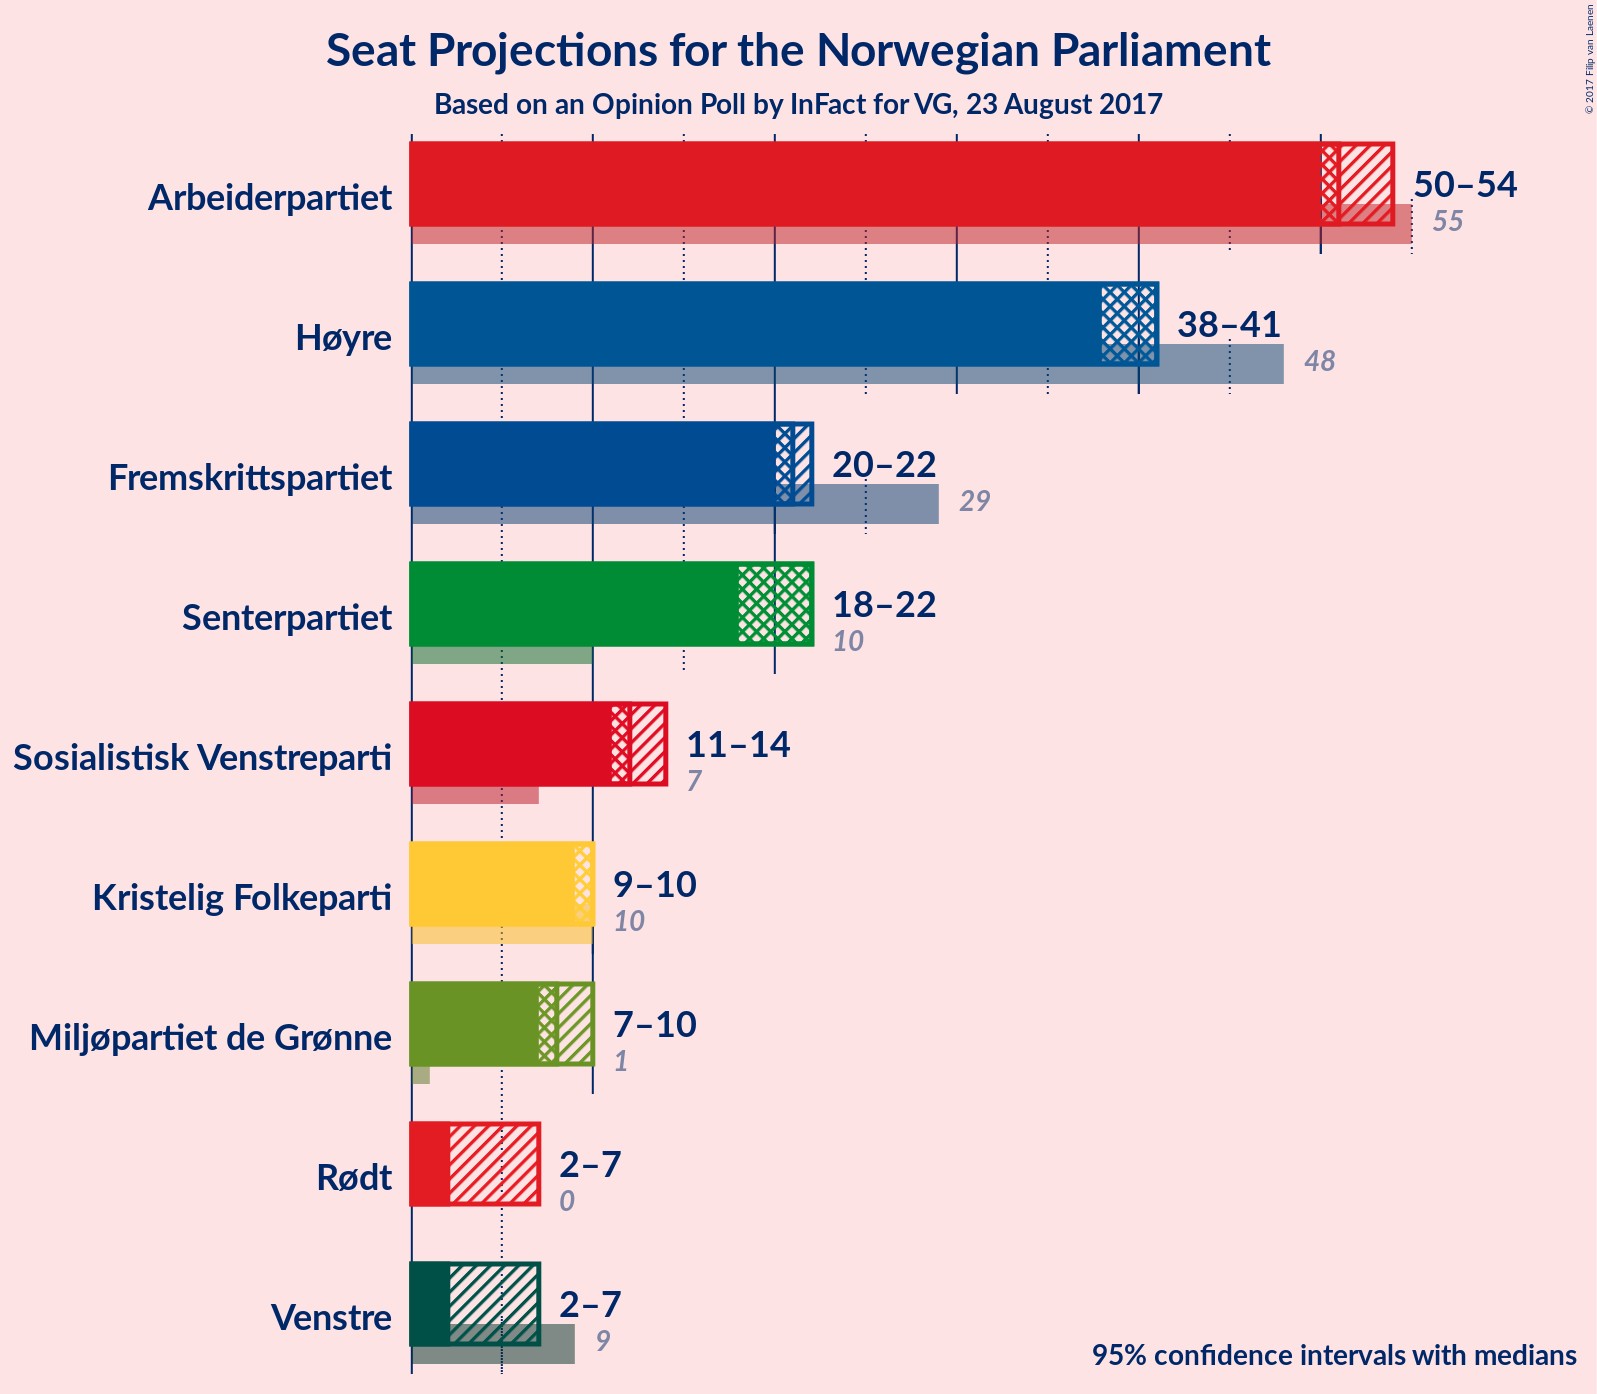 Seat Projections for the Norwegian Parliament
Based on an Opinion Poll by InFact for VG, 23 August 2017
© 2017 Filip van Laenen
Arbeiderpartiet
50–54
55
Høyre
38–41
48
Fremskrittspartiet
20–22
29
Senterpartiet
18–22
10
Sosialistisk Venstreparti
11–14
7
Kristelig Folkeparti
9–10
10
Miljøpartiet de Grønne
7–10
1
Rødt
2–7
0
Venstre
2–7
9
95% confidence intervals with medians